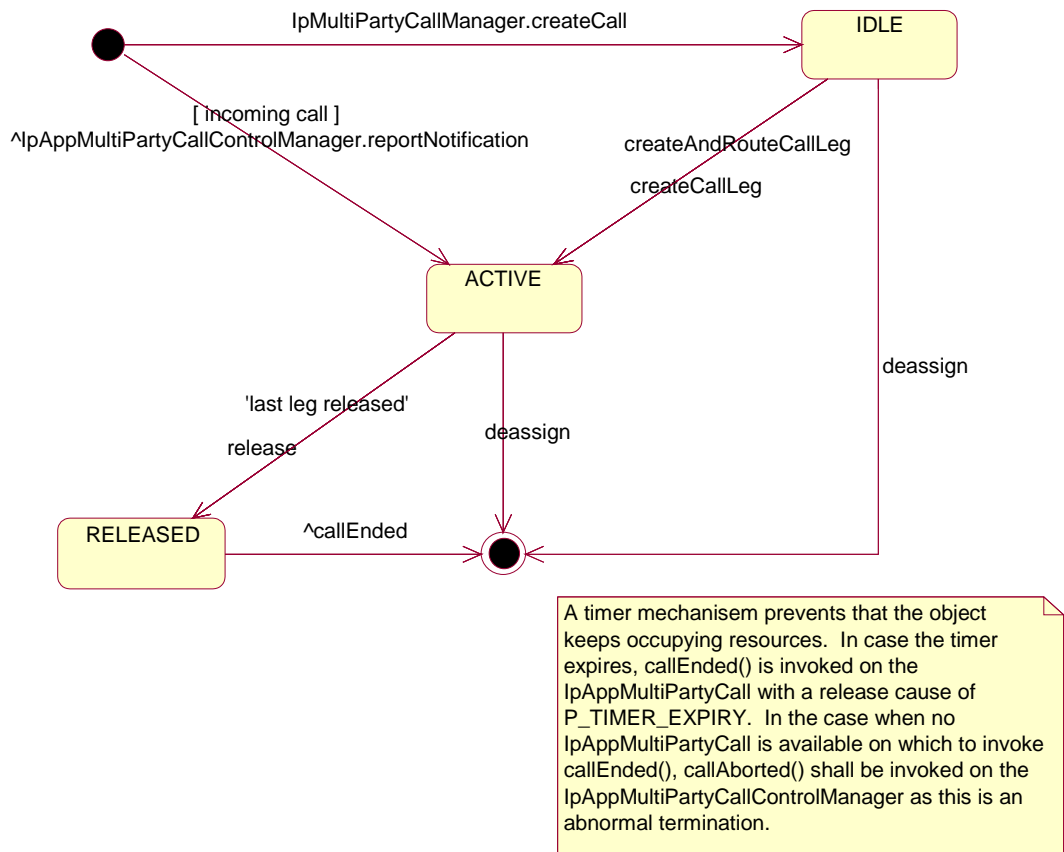 IpMultiPartyCallManager.createCall
IDLE
[ incoming call ]
^IpAppMultiPartyCallControlManager.reportNotification
createAndRouteCallLeg
createCallLeg
ACTIVE
deassign
'last leg released'
deassign
release
RELEASED
^callEnded
A timer mechanisem prevents that the object
keeps occupying resources.  In case the timer
expires, callEnded() is invoked on the
IpAppMultiPartyCall with a release cause of
P_TIMER_EXPIRY.  In the case when no
IpAppMultiPartyCall is available on which to invoke
callEnded(), callAborted() shall be invoked on the
IpAppMultiPartyCallControlManager as this is an
abnormal termination.